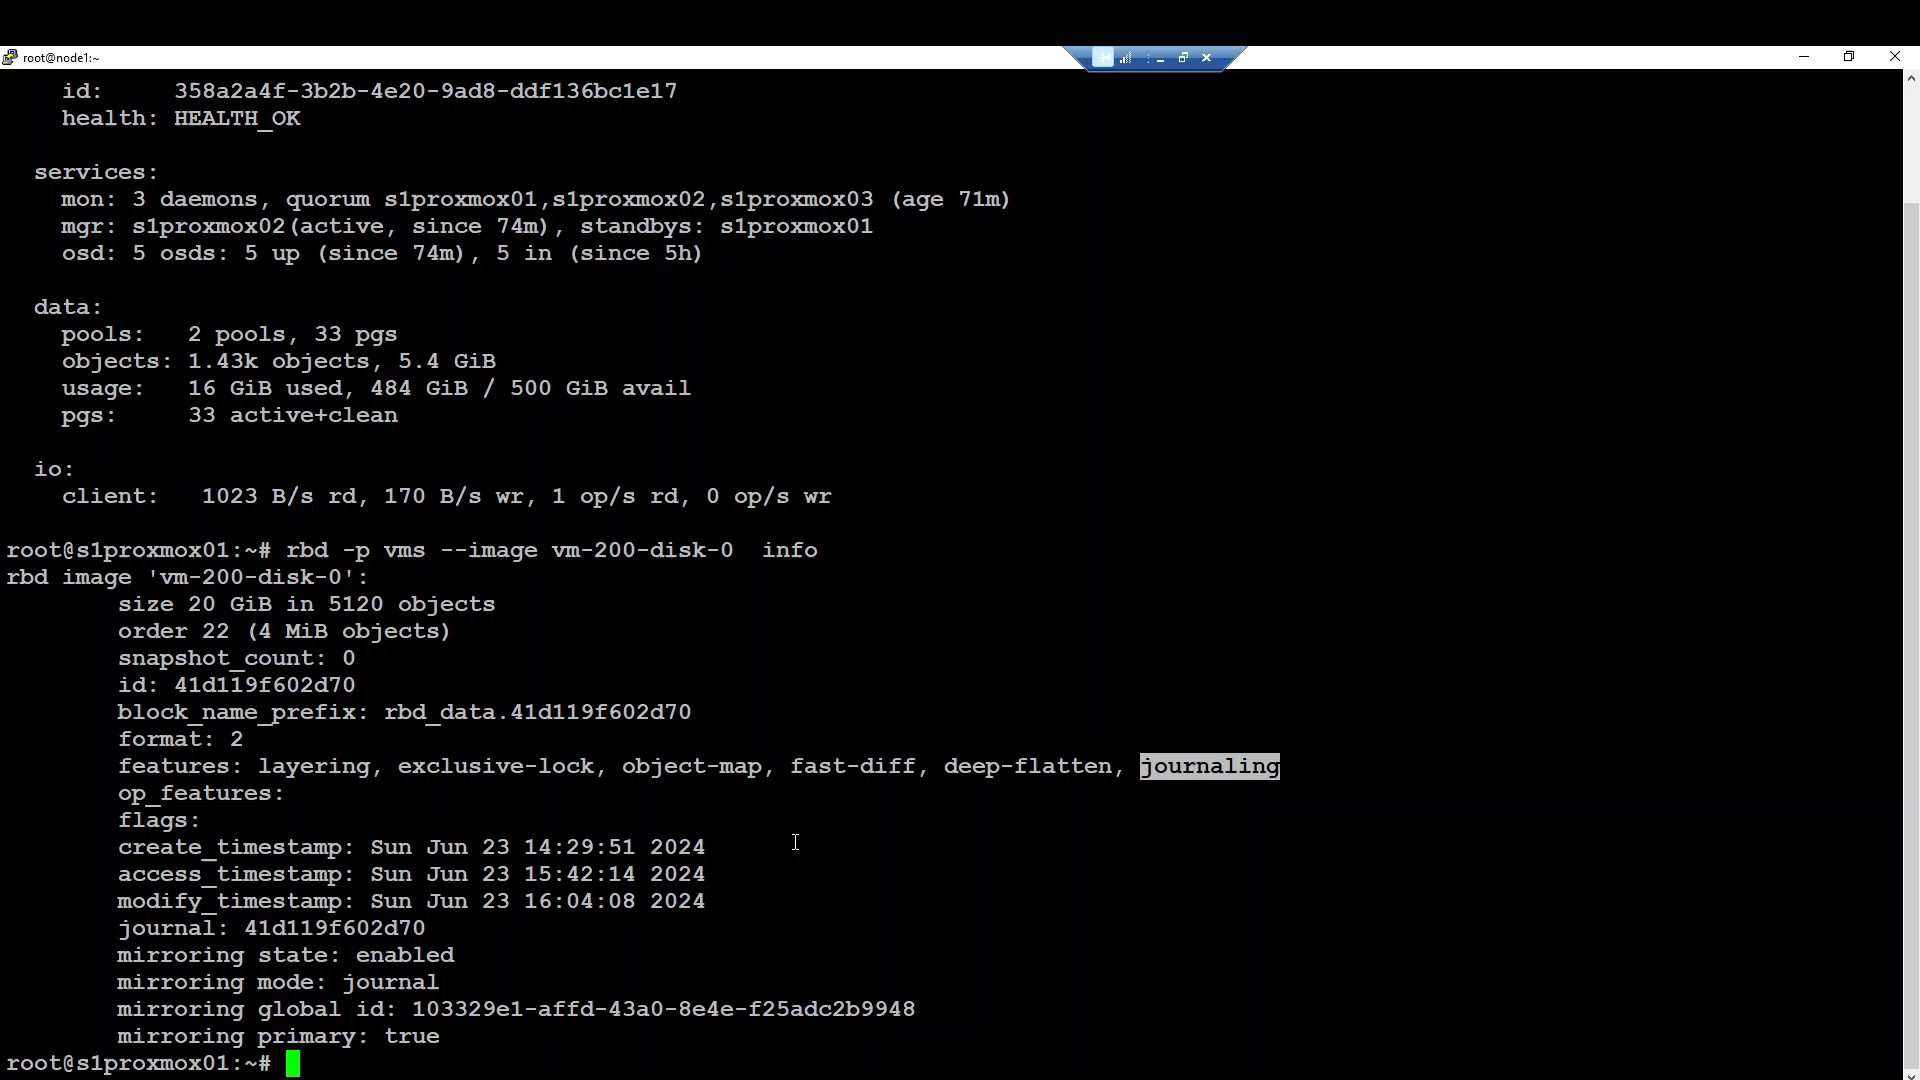 root@node1:~
id: 358a2a4f-3b2b-4e20-9ad8-ddf136bc1e17
health: HEALTH_OK
services:
mon: 3 daemons, quorum s1proxmox01,s1proxmox02,s1proxmox03 (age 71m)
mgr: s1proxmox02(active, since 74m), standbys: s1proxmox01
osd: 5 osds: 5 up (since 74m), 5 in (since 5h)
data:
pools: 2 pools, 33 pgs
objects: 1.43k objects, 5.4 GiB
usage: 16 GiB used, 484 GiB / 500 GiB avail
pgs: 33 active+clean
io:
client: 1023 B/s rd, 170 B/s wr, 1 op/s rd, 0 op/s wr
root@s1proxmox01:~# rbd -p vms --image vm-200-disk-0  info
rbd image 'vm-200-disk-0':
size 20 GiB in 5120 objects
order 22 (4 MiB objects)
snapshot_count: 0
id: 41d119f602d70
block_name_prefix: rbd_data.41d119f602d70
format: 2
features: layering, exclusive-lock, object-map, fast-diff, deep-flatten, journaling
op_features:
flags:
create_timestamp: Sun Jun 23 14:29:51 2024
access_timestamp: Sun Jun 23 15:42:14 2024
modify_timestamp: Sun Jun 23 16:04:08 2024
journal: 41d119f602d70
mirroring state: enabled
mirroring mode: journal
mirroring global id: 103329e1-affd-43a0-8e4e-f25adc2b9948
mirroring primary: true
root@s1proxmox01:~#